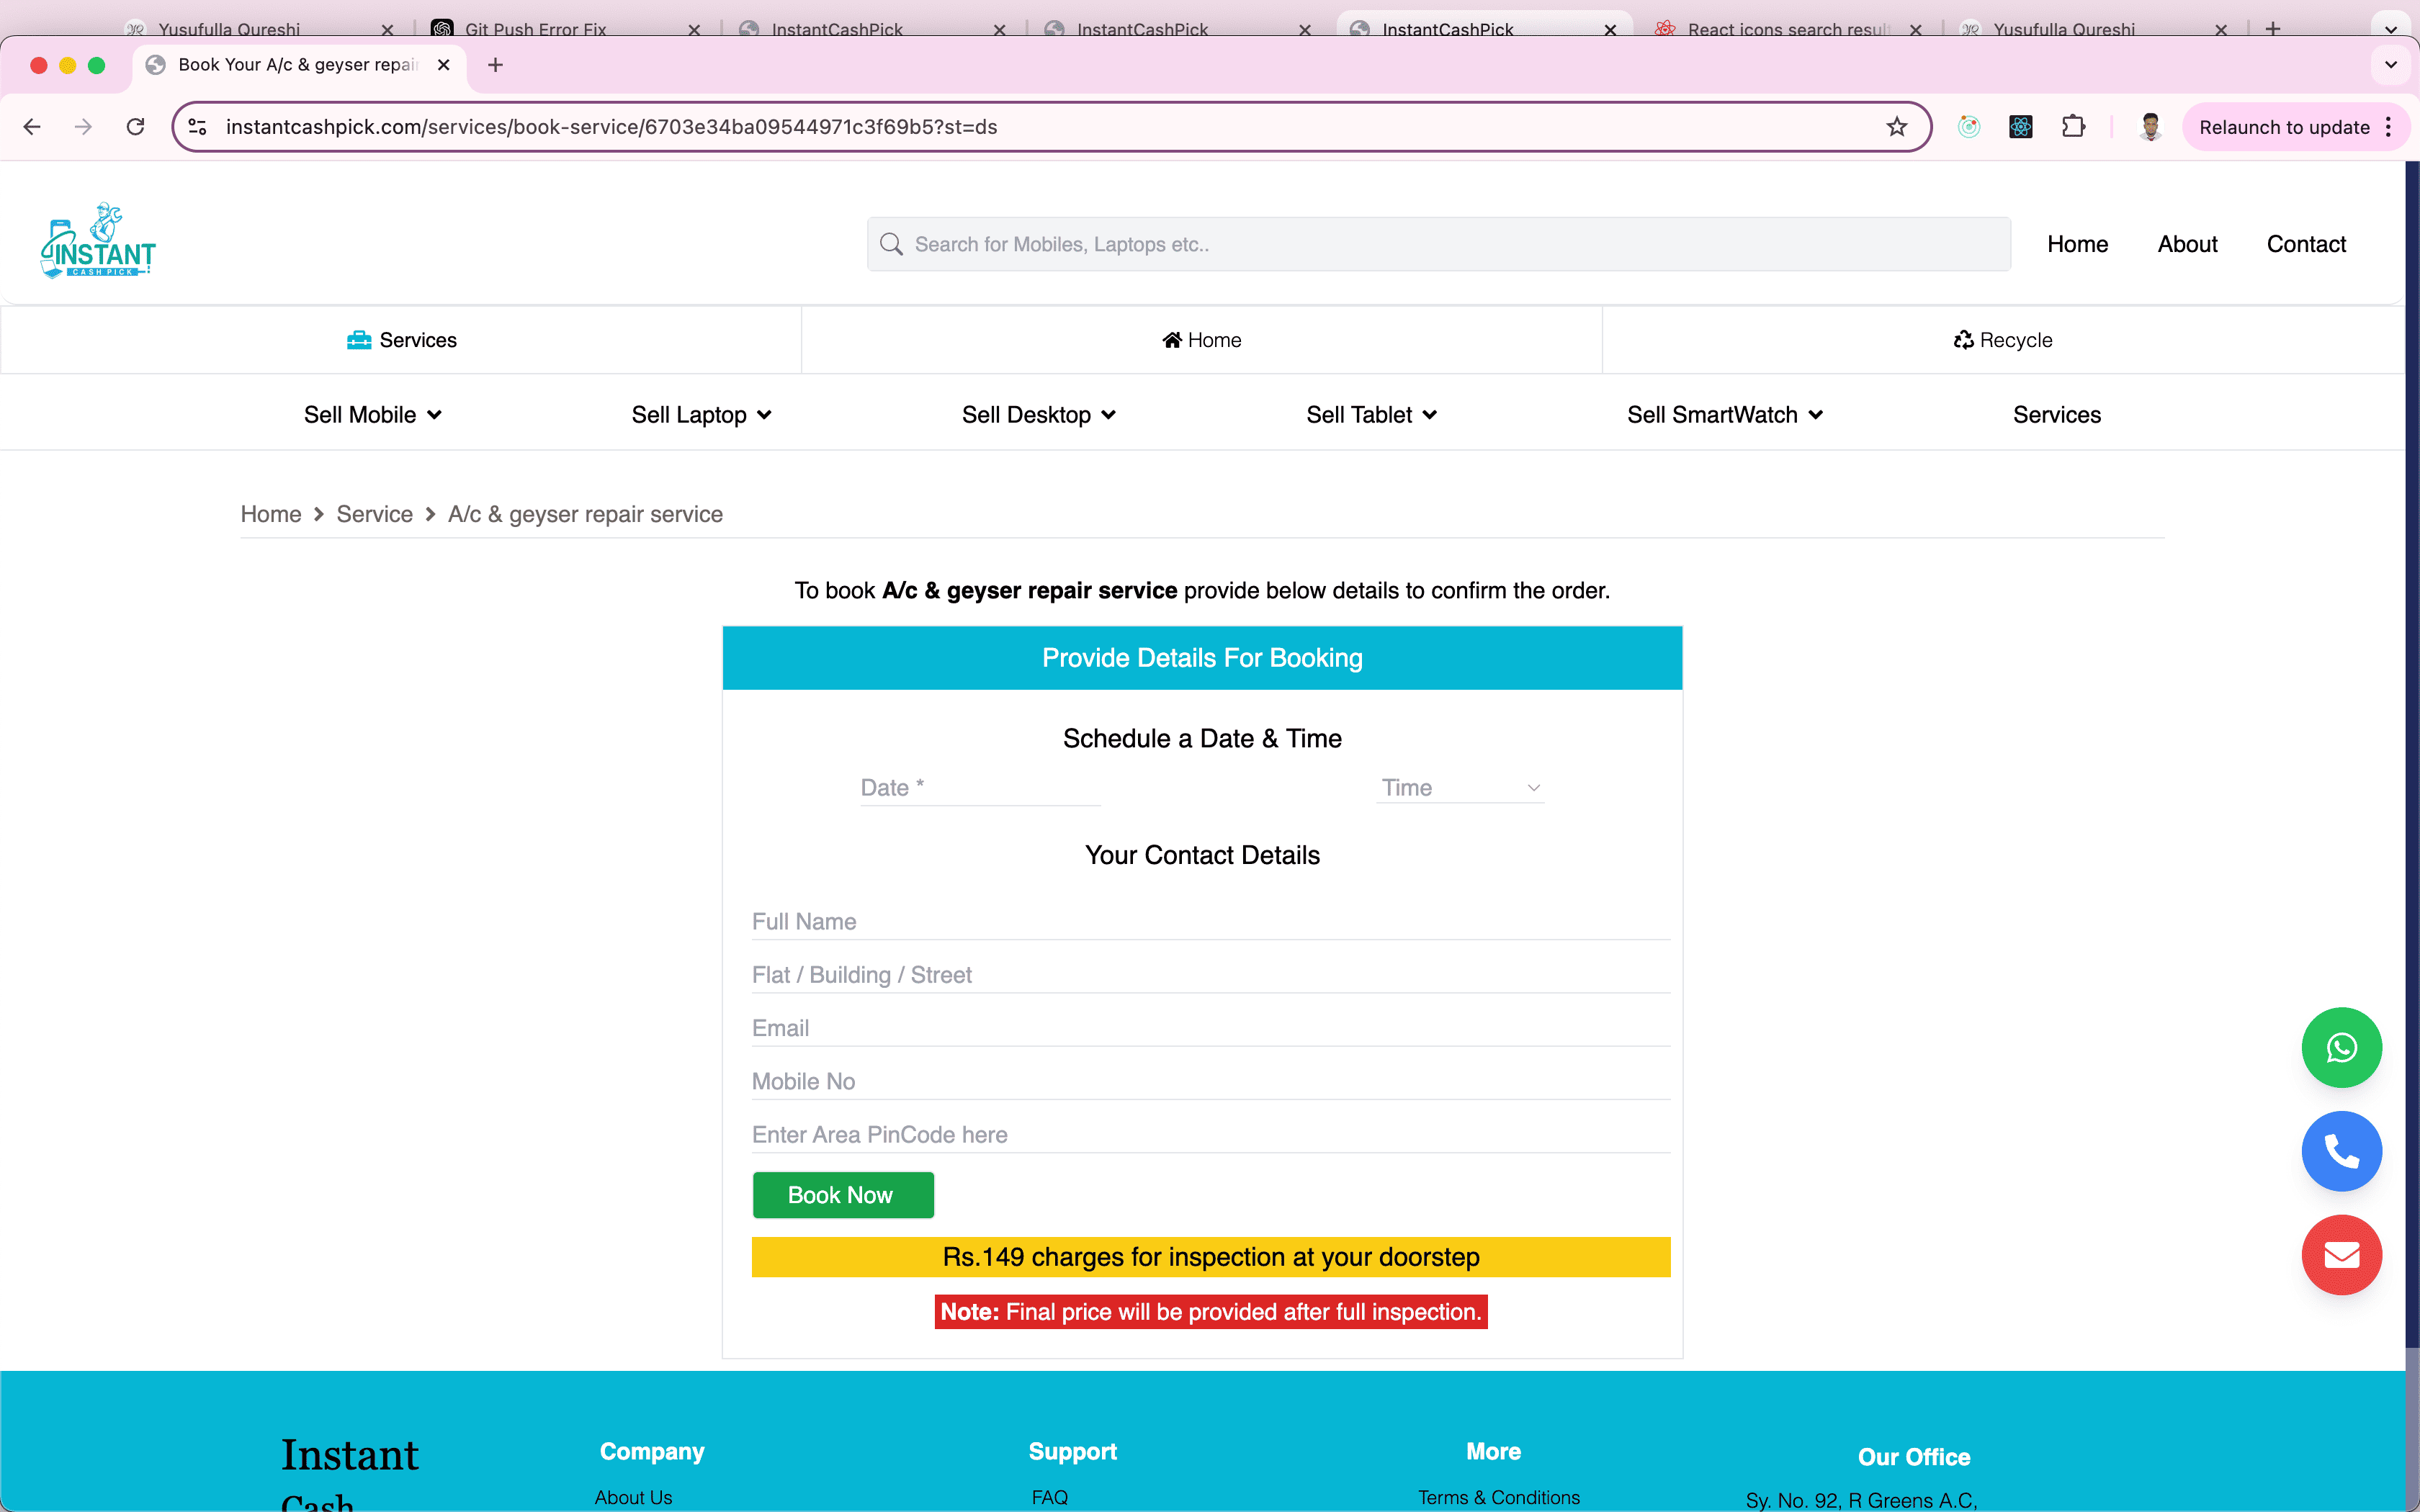 Yusufulla Qureshi
Git Push Error Fix
InstantCashPick
InstantCashPick
InstantCashPick
React icons search resul
Yusufulla Qureshi
Book Your A/c & geyser repair
instantcashpick.com/services/book-service/6703e34ba09544971c3f69b5?st=ds
Relaunch to update
INSTANT
CASH PICK
Search for Mobiles, Laptops etc..
Home
About
Contact
Services
Home
Recycle
Sell Mobile
Sell Laptop
Sell Desktop
Sell Tablet
Sell SmartWatch
Services
Home > Service > A/c & geyser repair service
To book A/c & geyser repair service provide below details to confirm the order.
Provide Details For Booking
Schedule a Date & Time
Date *
Time
Your Contact Details
Full Name
Flat / Building / Street
Email
Mobile No
Enter Area PinCode here
Book Now
Rs.149 charges for inspection at your doorstep
Note: Final price will be provided after full inspection.
Instant
Cash
Company
About Us
Support
FAQ
More
Terms & Conditions
Our Office
Sy. No. 92, R Greens A.C,